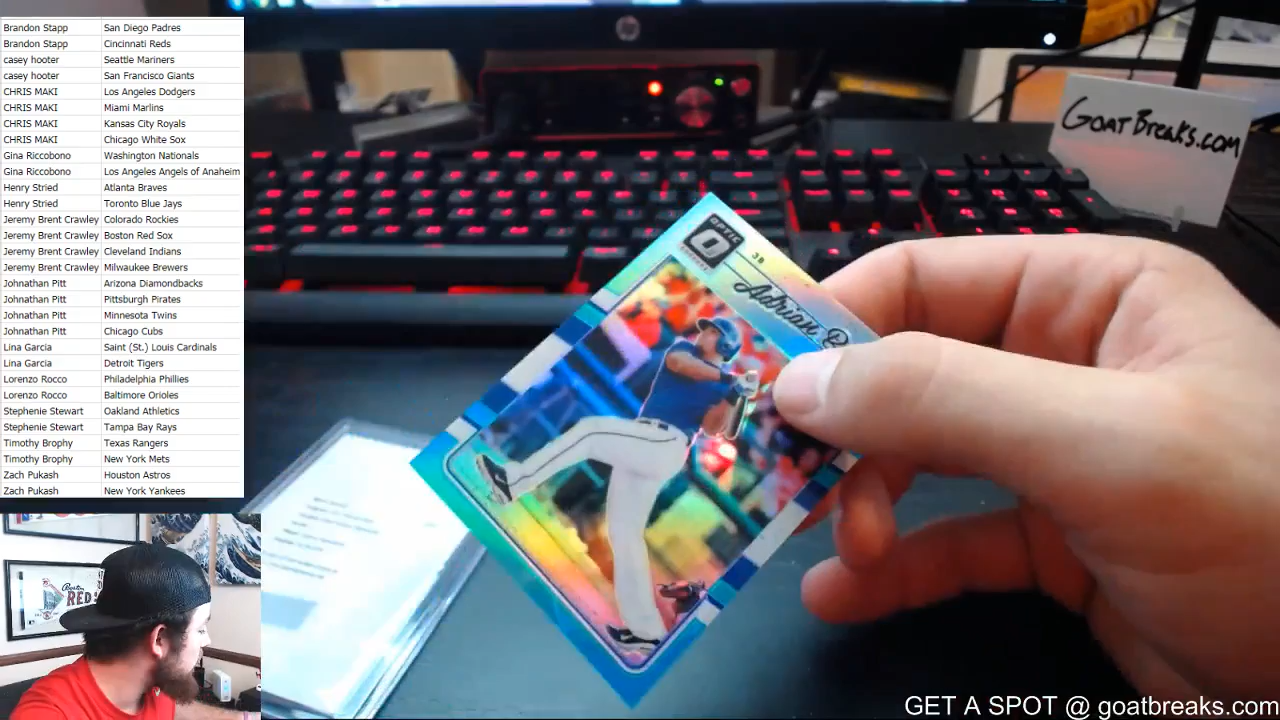 Brandon Stapp San Diego Padres
Brandon Stapp Cincinnati Reds
casey hooter Seattle Mariners
casey hooter San Francisco Giants
CHRIS MAKI Los Angeles Dodgers
CHRIS MAKI Miami Marlins
CHRIS MAKI Kansas City Royals
CHRIS MAKI Chicago White Sox
Gina Riccobono Washington Nationals
Gina Riccobono Los Angeles Angels of Anaheim
Henry Stried Atlanta Braves
Henry Stried Toronto Blue Jays
Jeremy Brent Crawley Colorado Rockies
Jeremy Brent Crawley Boston Red Sox
Jeremy Brent Crawley Cleveland Indians
Jeremy Brent Crawley Milwaukee Brewers
Johnathan Pitt Arizona Diamondbacks
Johnathan Pitt Pittsburgh Pirates
Johnathan Pitt Minnesota Twins
Johnathan Pitt Chicago Cubs
Lina Garcia Saint (St.) Louis Cardinals
Lina Garcia Detroit Tigers
Lorenzo Rocco Philadelphia Phillies
Lorenzo Rocco Baltimore Orioles
Stephenie Stewart Oakland Athletics
Stephenie Stewart Tampa Bay Rays
Timothy Brophy Texas Rangers
Timothy Brophy New York Mets
Zach Pukash Houston Astros
Zach Pukash New York Yankees
GoatBreaks.com
OPTIC
3B
Adrian
GET A SPOT @ goatbreaks.com